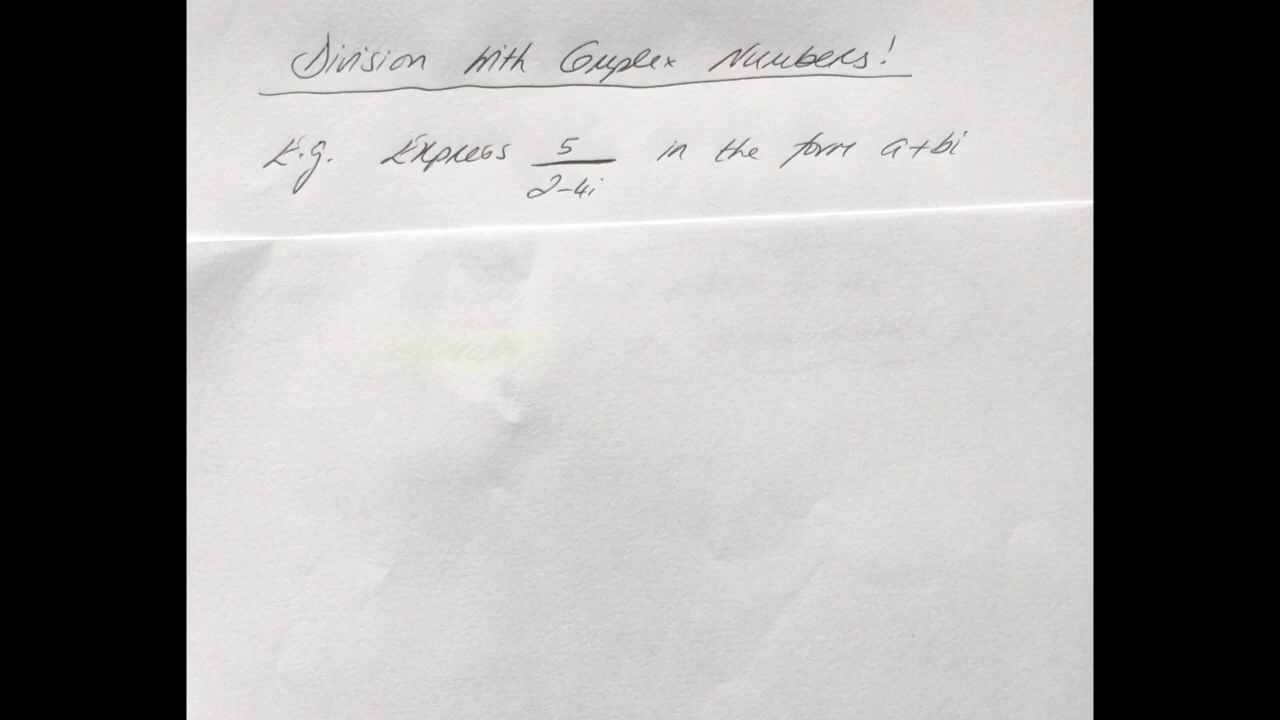 Division with Complex Numbers!
E.g. Express 5/2-4i in the form a+bi